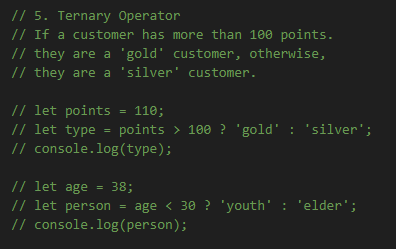 // 5. Ternary Operator
// If a customer has more than 100 points.
// they are a 'gold' customer, otherwise,
// they are a 'silver' customer.

// let points = 110;
// let type = points > 100 ? 'gold' : 'silver';
// console.log(type);

// let age = 38;
// let person = age < 30 ? 'youth' : 'elder';
// console.log(person);